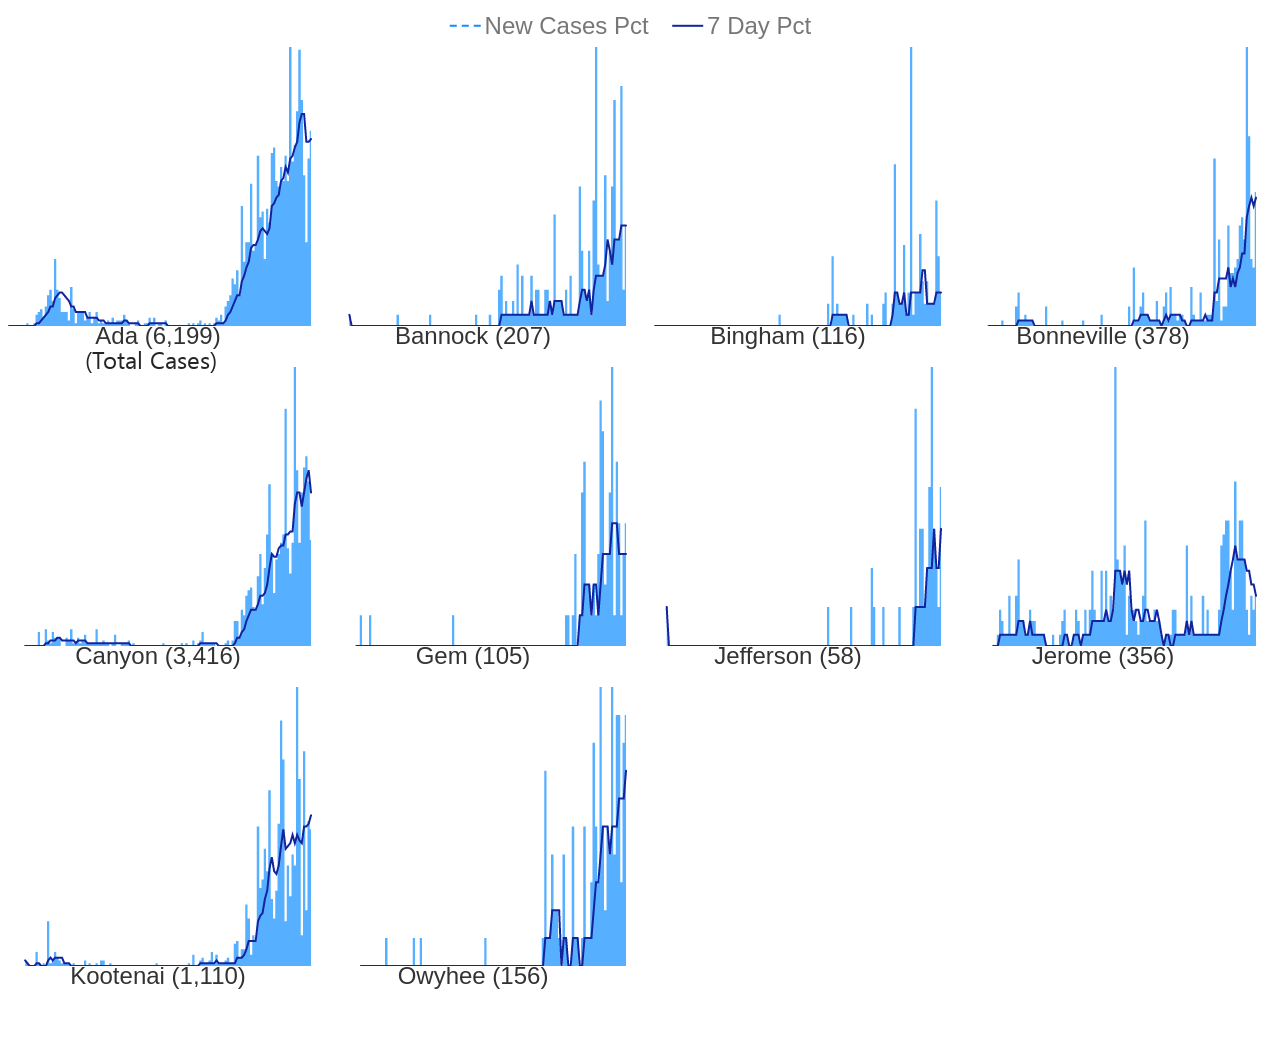 New Cases Pct 7 Day Pct
Ada (6,199) Bannock (207) Bingham (116) Bonneville (378)
(Total Cases)
Canyon (3,416) Gem (105) Jefferson (58) Jerome (356)
Kootenai (1,110) Owyhee (156)